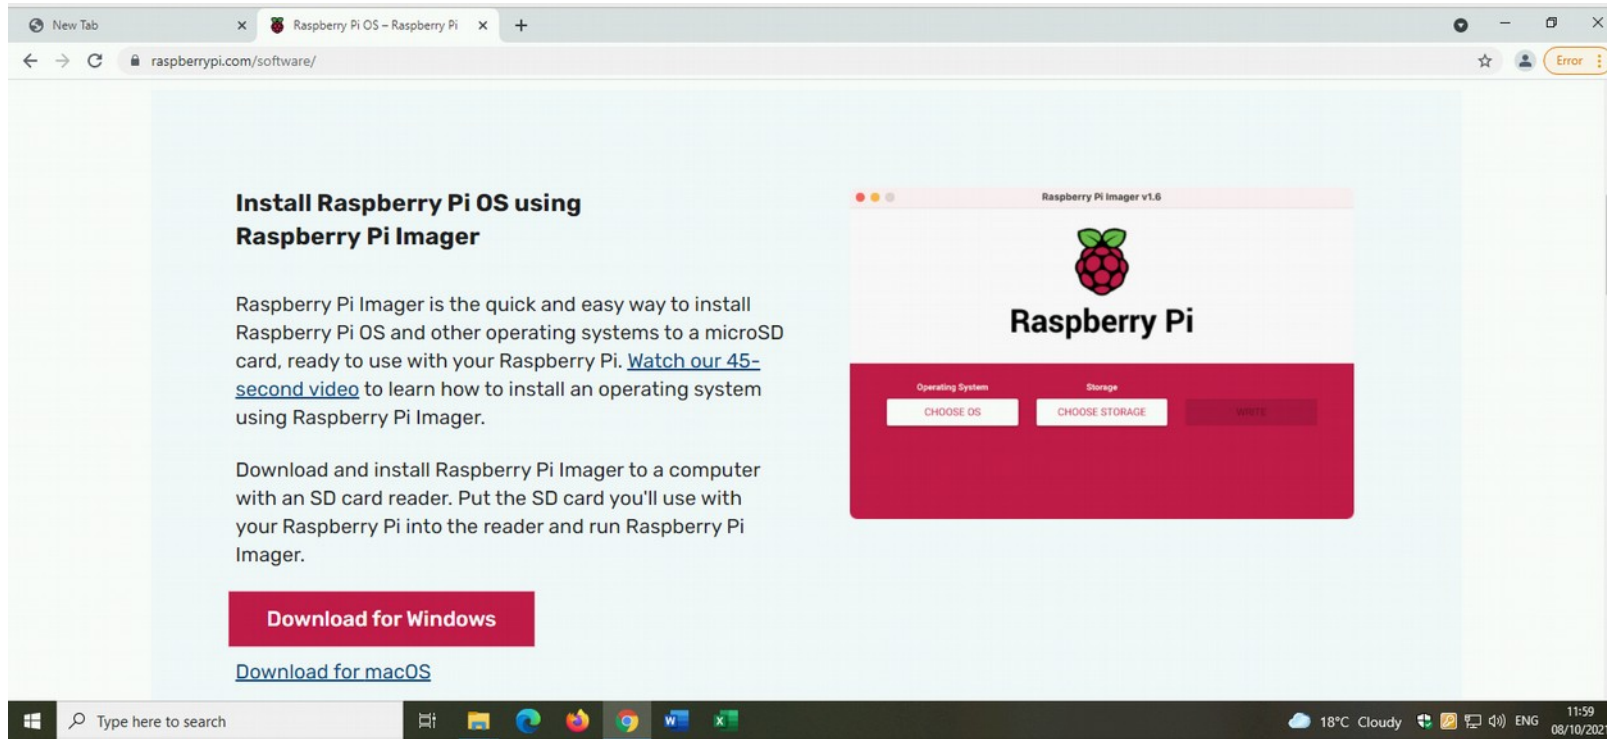 New Tab
Raspberry Pi OS – Raspberry Pi
raspberrypi.com/software/
Error
Install Raspberry Pi OS using
Raspberry Pi Imager
Raspberry Pi Imager is the quick and easy way to install
Raspberry Pi OS and other operating systems to a microSD
card, ready to use with your Raspberry Pi. Watch our 45-
second video to learn how to install an operating system
using Raspberry Pi Imager.
Download and install Raspberry Pi Imager to a computer
with an SD card reader. Put the SD card you'll use with
your Raspberry Pi into the reader and run Raspberry Pi
Imager.
Download for Windows
Download for macOS
Raspberry Pi Imager v1.6
Raspberry Pi
Operating System
Storage
CHOOSE OS
CHOOSE STORAGE
WRITE
Type here to search
18°C Cloudy
ENG
11:59
08/10/2021